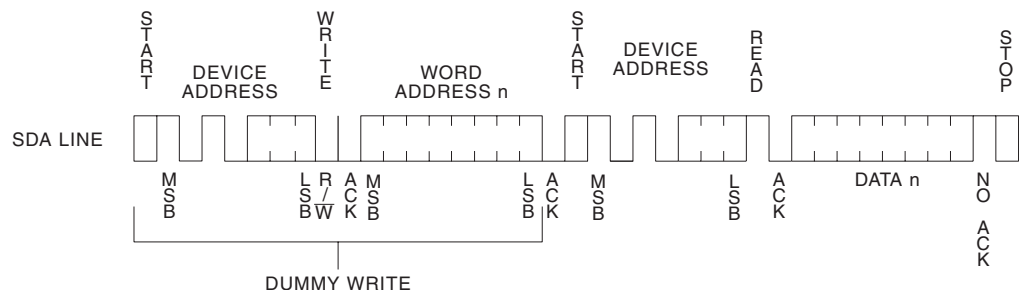 START
WRITE
START
READ
STOP
DEVICE
ADDRESS
WORD
ADDRESS n
DEVICE
ADDRESS
SDA LINE
MSB
LSB
R/W
ACK
MSB
LSB
ACK
MSB
LSB
ACK
DATA n
NO ACK
DUMMY WRITE